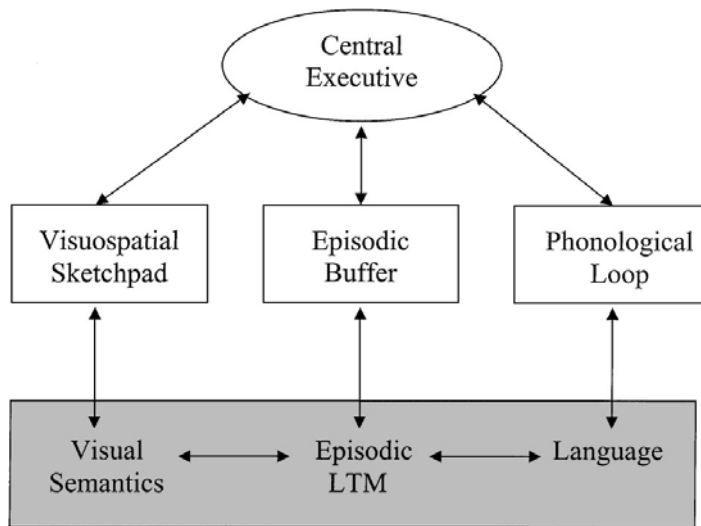 Central
Executive
Visuospatial
Sketchpad
Episodic
Buffer
Phonological
Loop
Visual
Semantics
Episodic
LTM
Language